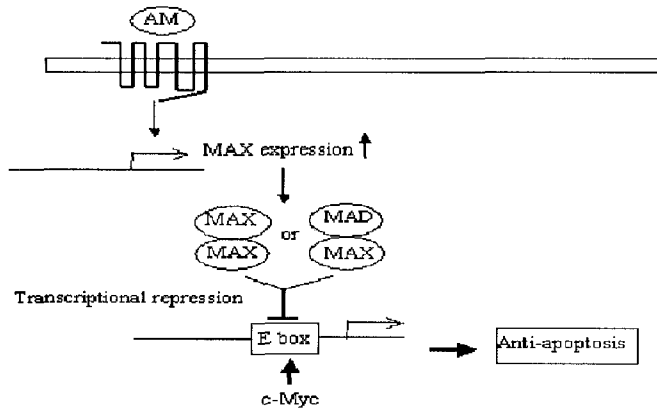 AM
MAX expression
MAX or MAD
MAX MAX
Transcriptional repression
E box
Anti-apoptosis
c-Myc